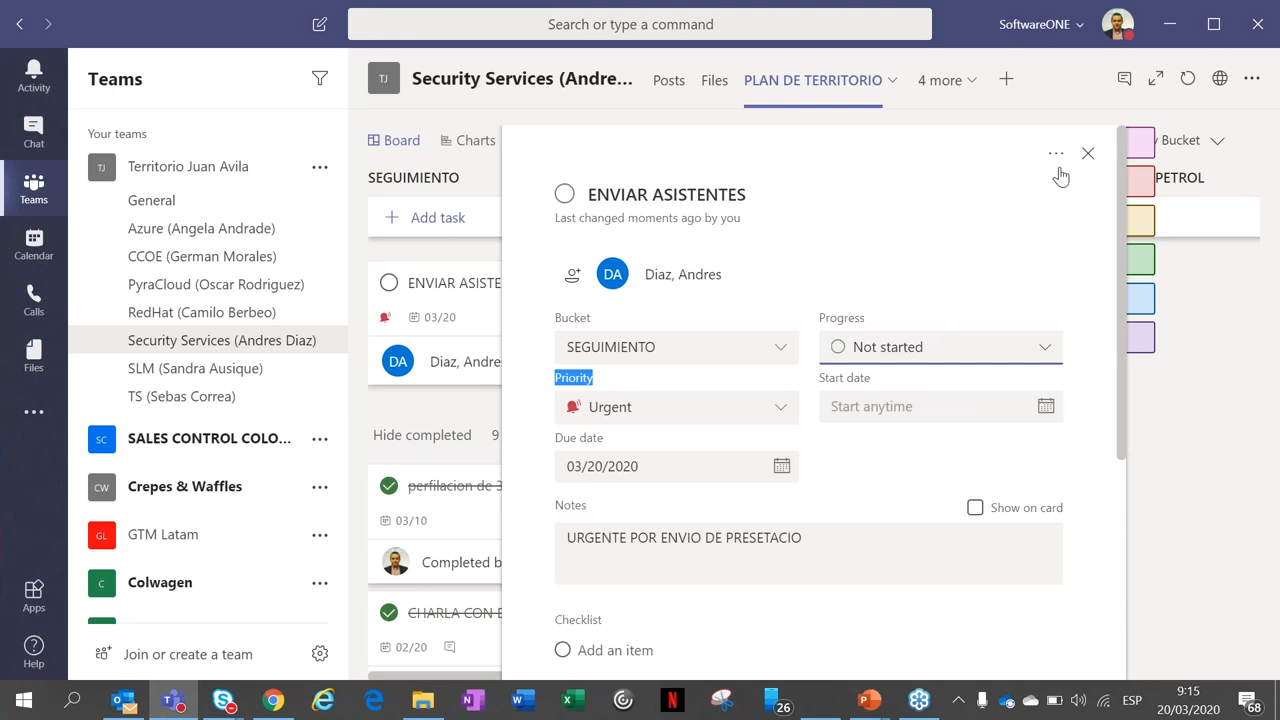 Search or type a command
SoftwareONE
Activity
Chat
Teams
Calendar
Calls
Files
Apps
Help
Teams
Your teams
TJ
Territorio Juan Avila
General
Azure (Angela Andrade)
CCOE (German Morales)
PyraCloud (Oscar Rodriguez)
RedHat (Camilo Berbeo)
Security Services (Andres Diaz)
SLM (Sandra Ausique)
TS (Sebas Correa)
SC
SALES CONTROL COLO...
CW
Crepes & Waffles
GL
GTM Latam
C
Colwagen
Join or create a team
TJ
Security Services (Andre...
Posts
Files
PLAN DE TERRITORIO
4 more
Board
Charts
Bucket
SEGUIMIENTO
PETROL
Add task
ENVIAR ASISTE
03/20
DA
Diaz, Andre
Hide completed
9
perfilacion de 3
03/10
Completed b
02/20
ENVIAR ASISTENTES
Last changed moments ago by you
DA
Diaz, Andres
Bucket
SEGUIMIENTO
Progress
Not started
Priority
Urgent
Start date
Start anytime
Due date
03/20/2020
Notes
Show on card
URGENTE POR ENVIO DE PRESETACIO
Checklist
Add an item
26
ESP
9:15
20/03/2020
68